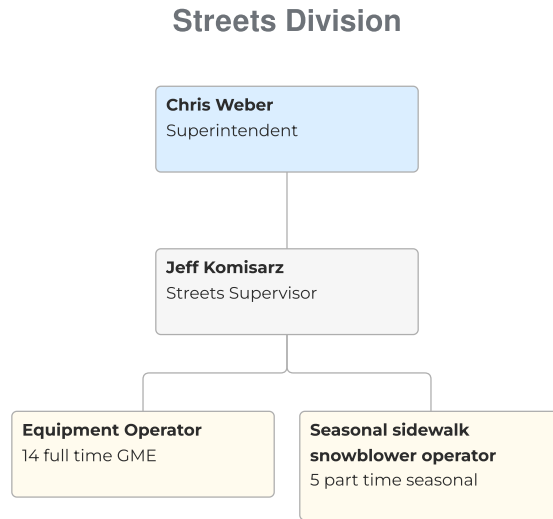 Streets Division
Chris Weber
Superintendent
Jeff Komisarz
Streets Supervisor
Equipment Operator
14 full time GME
Seasonal sidewalk
snowblower operator
5 part time seasonal